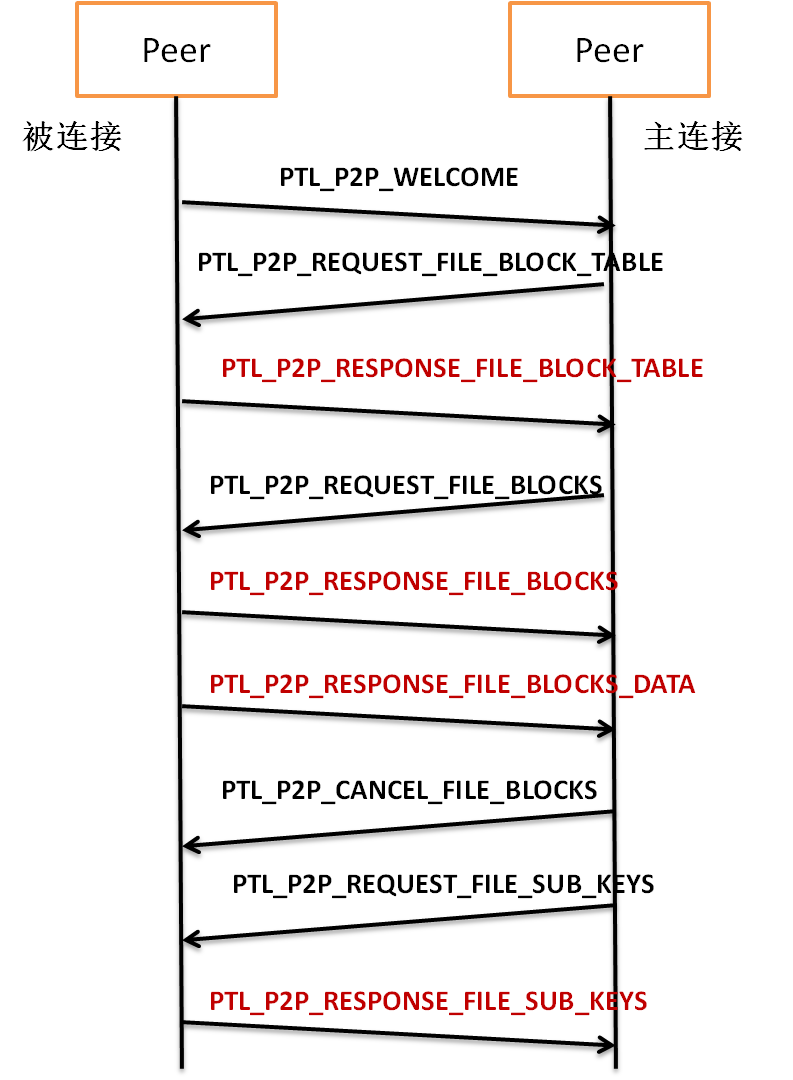 Peer
Peer
被连接
主连接
PTL_P2P_WELCOME
PTL_P2P_REQUEST_FILE_BLOCK_TABLE
PTL_P2P_RESPONSE_FILE_BLOCK_TABLE
PTL_P2P_REQUEST_FILE_BLOCKS
PTL_P2P_RESPONSE_FILE_BLOCKS
PTL_P2P_RESPONSE_FILE_BLOCKS_DATA
PTL_P2P_CANCEL_FILE_BLOCKS
PTL_P2P_REQUEST_FILE_SUB_KEYS
PTL_P2P_RESPONSE_FILE_SUB_KEYS